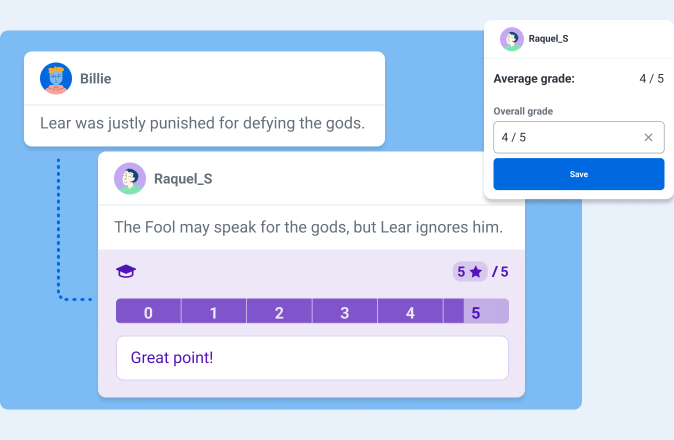 Billie
Lear was justly punished for defying the gods.
Raquel_S
The Fool may speak for the gods, but Lear ignores him.
5 ★ / 5
0 1 2 3 4 5
Great point!
Raquel_S
Average grade: 4 / 5
Overall grade
4 / 5 ×
Save